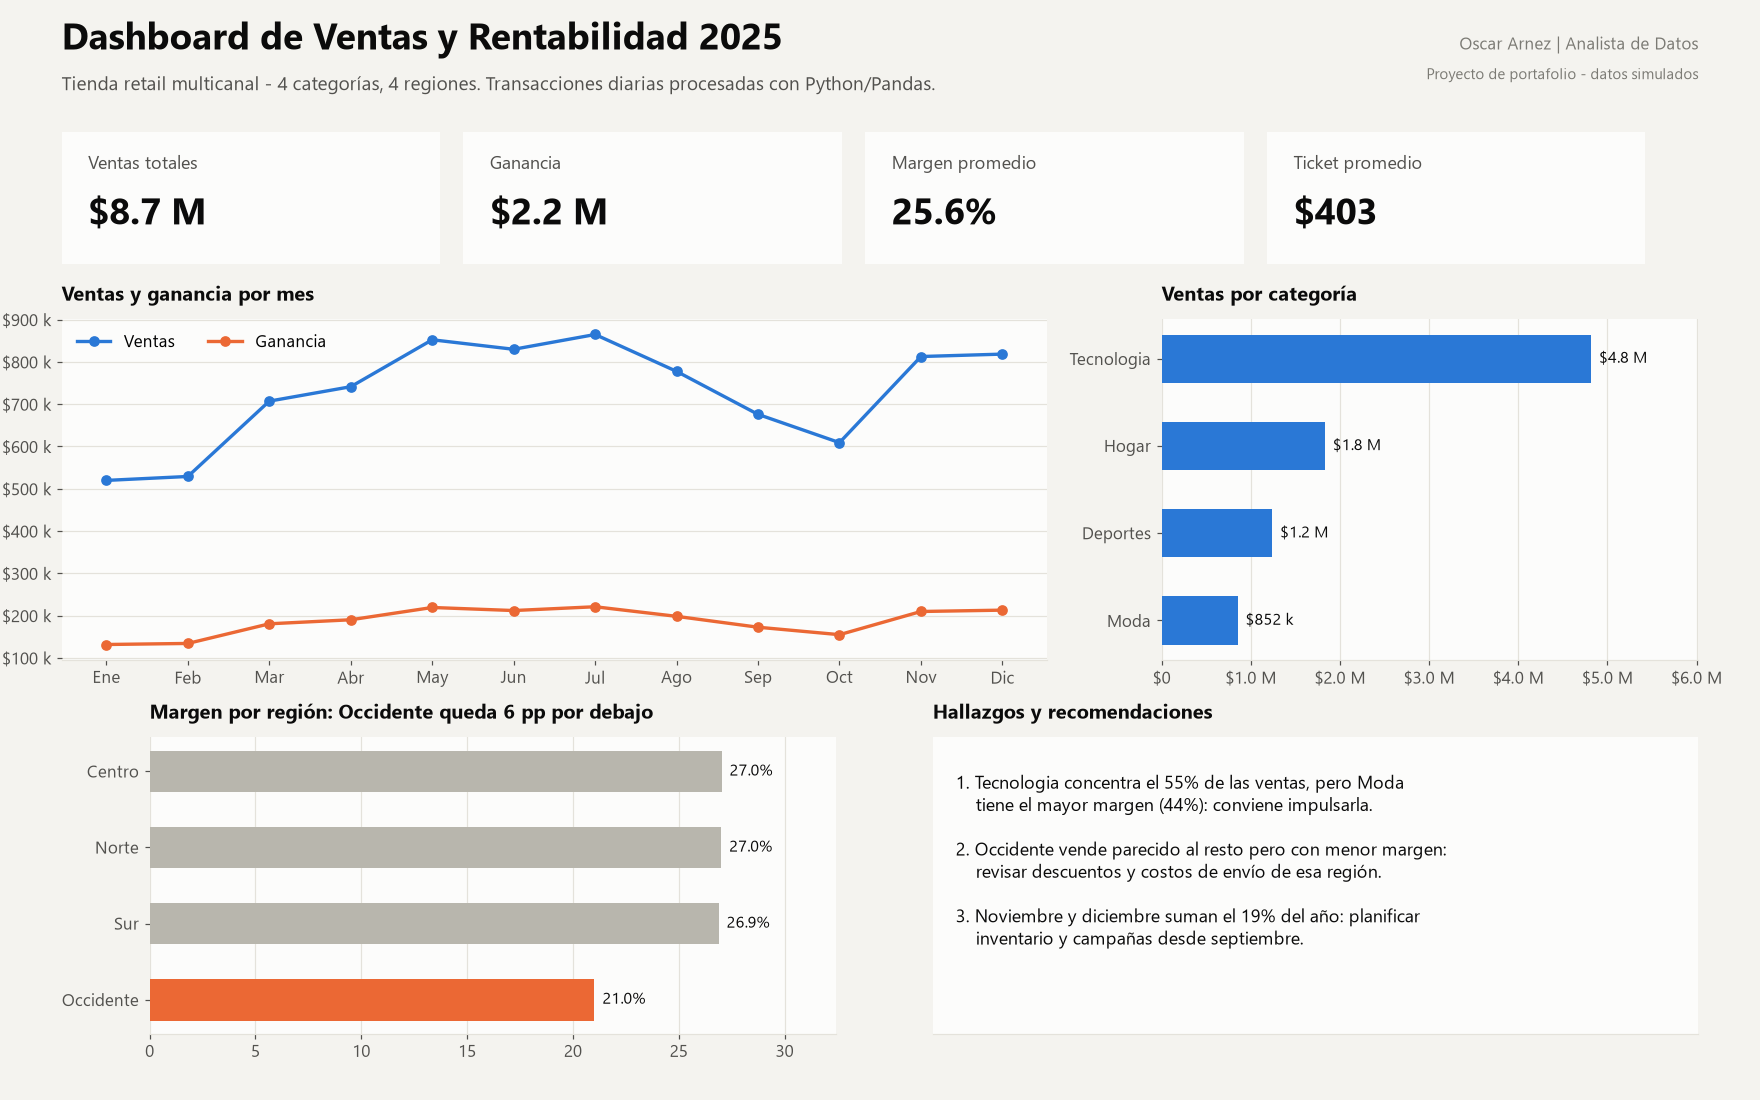 Dashboard de Ventas y Rentabilidad 2025
Oscar Arnez | Analista de Datos
Tienda retail multicanal - 4 categorías, 4 regiones. Transacciones diarias procesadas con Python/Pandas.
Proyecto de portafolio - datos simulados
Ventas totales
$8.7 M
Ganancia
$2.2 M
Margen promedio
25.6%
Ticket promedio
$403
Ventas y ganancia por mes
$900 k
$800 k
$700 k
$600 k
$500 k
$400 k
$300 k
$200 k
$100 k
Ventas
Ganancia
Ene Feb Mar Abr May Jun Jul Ago Sep Oct Nov Dic
Ventas por categoría
Tecnologia $4.8 M
Hogar $1.8 M
Deportes $1.2 M
Moda $852 k
$0 $1.0 M $2.0 M $3.0 M $4.0 M $5.0 M $6.0 M
Margen por región: Occidente queda 6 pp por debajo
Centro 27.0%
Norte 27.0%
Sur 26.9%
Occidente 21.0%
0 5 10 15 20 25 30
Hallazgos y recomendaciones
1. Tecnologia concentra el 55% de las ventas, pero Moda
tiene el mayor margen (44%): conviene impulsarla.
2. Occidente vende parecido al resto pero con menor margen:
revisar descuentos y costos de envío de esa región.
3. Noviembre y diciembre suman el 19% del año: planificar
inventario y campañas desde septiembre.